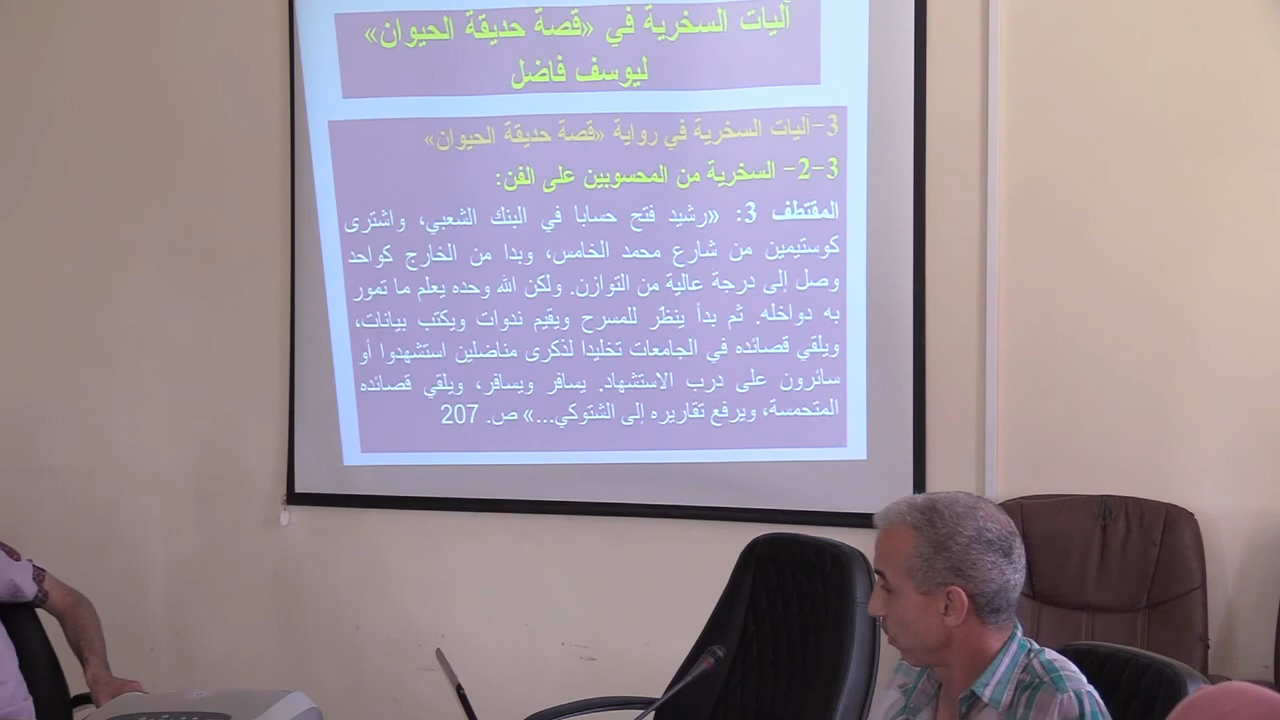 آليات السخرية في «قصة حديقة الحيوان»
ليوسف فاضل
3-آليات السخرية في رواية «قصة حديقة الحيوان»
3-2- السخرية من المحسوبين على الفن:
المقتطف 3: «رشيد فتح حسابا في البنك الشعبي، واشترى
كوستيمين من شارع محمد الخامس، وبدا من الخارج كواحد
وصل إلى درجة عالية من التوازن. ولكن الله وحده يعلم ما تمور
به دواخله. ثم بدأ ينظّر للمسرح ويقيم ندوات ويكتب بيانات،
ويلقي قصائده في الجامعات تخليدا لذكرى مناضلين استشهدوا أو
سائرون على درب الاستشهاد. يسافر ويسافر، ويلقي قصائده
المتحمسة، ويرفع تقاريره إلى الشتوكي...» ص. 207